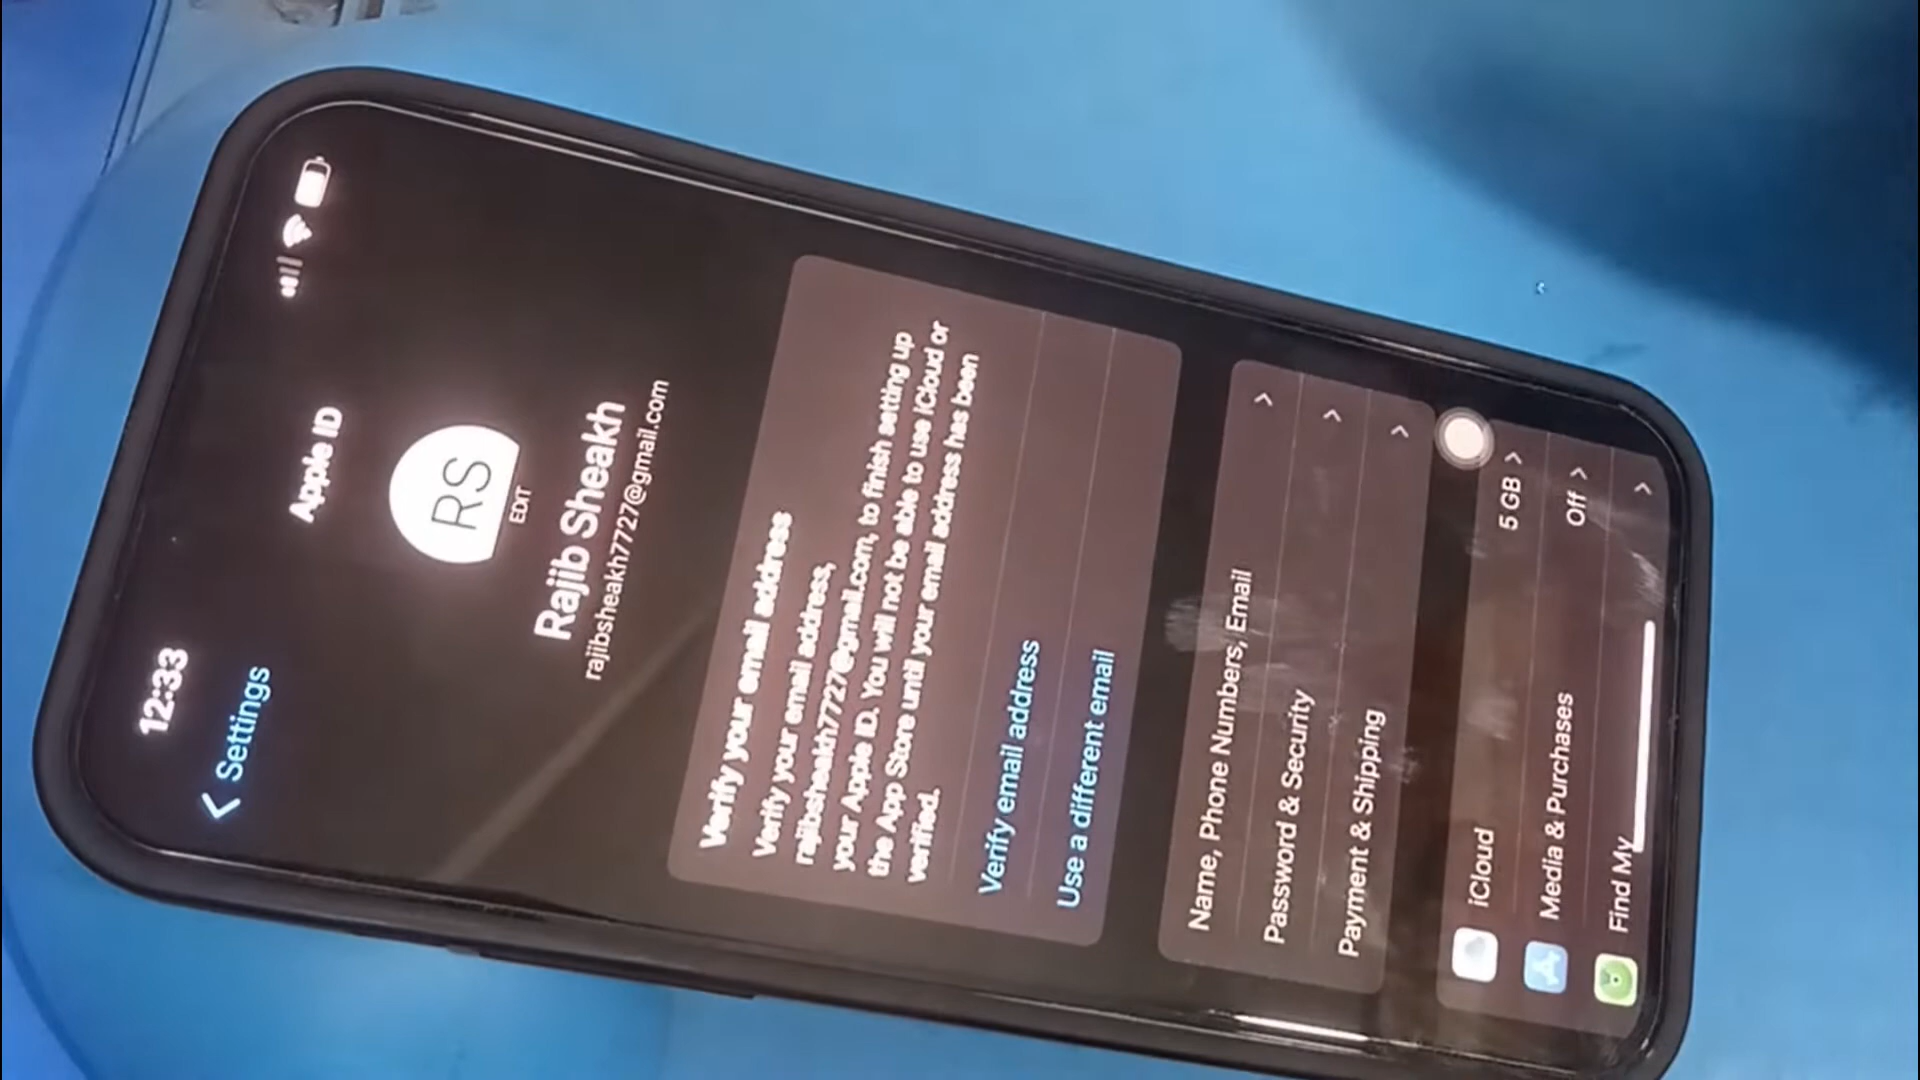 12:33
Settings
Apple ID
RS
EDIT
Rajib Sheakh
rajibsheakh7727@gmail.com
Verify your email address
Verify your email address,
rajibsheakh7727@gmail.com, to finish setting up
your Apple ID. You will not be able to use iCloud or
the App Store until your email address has been
verified.
Verify email address
Use a different email
Name, Phone Numbers, Email
Password & Security
Payment & Shipping
iCloud 5 GB
Media & Purchases Off
Find My